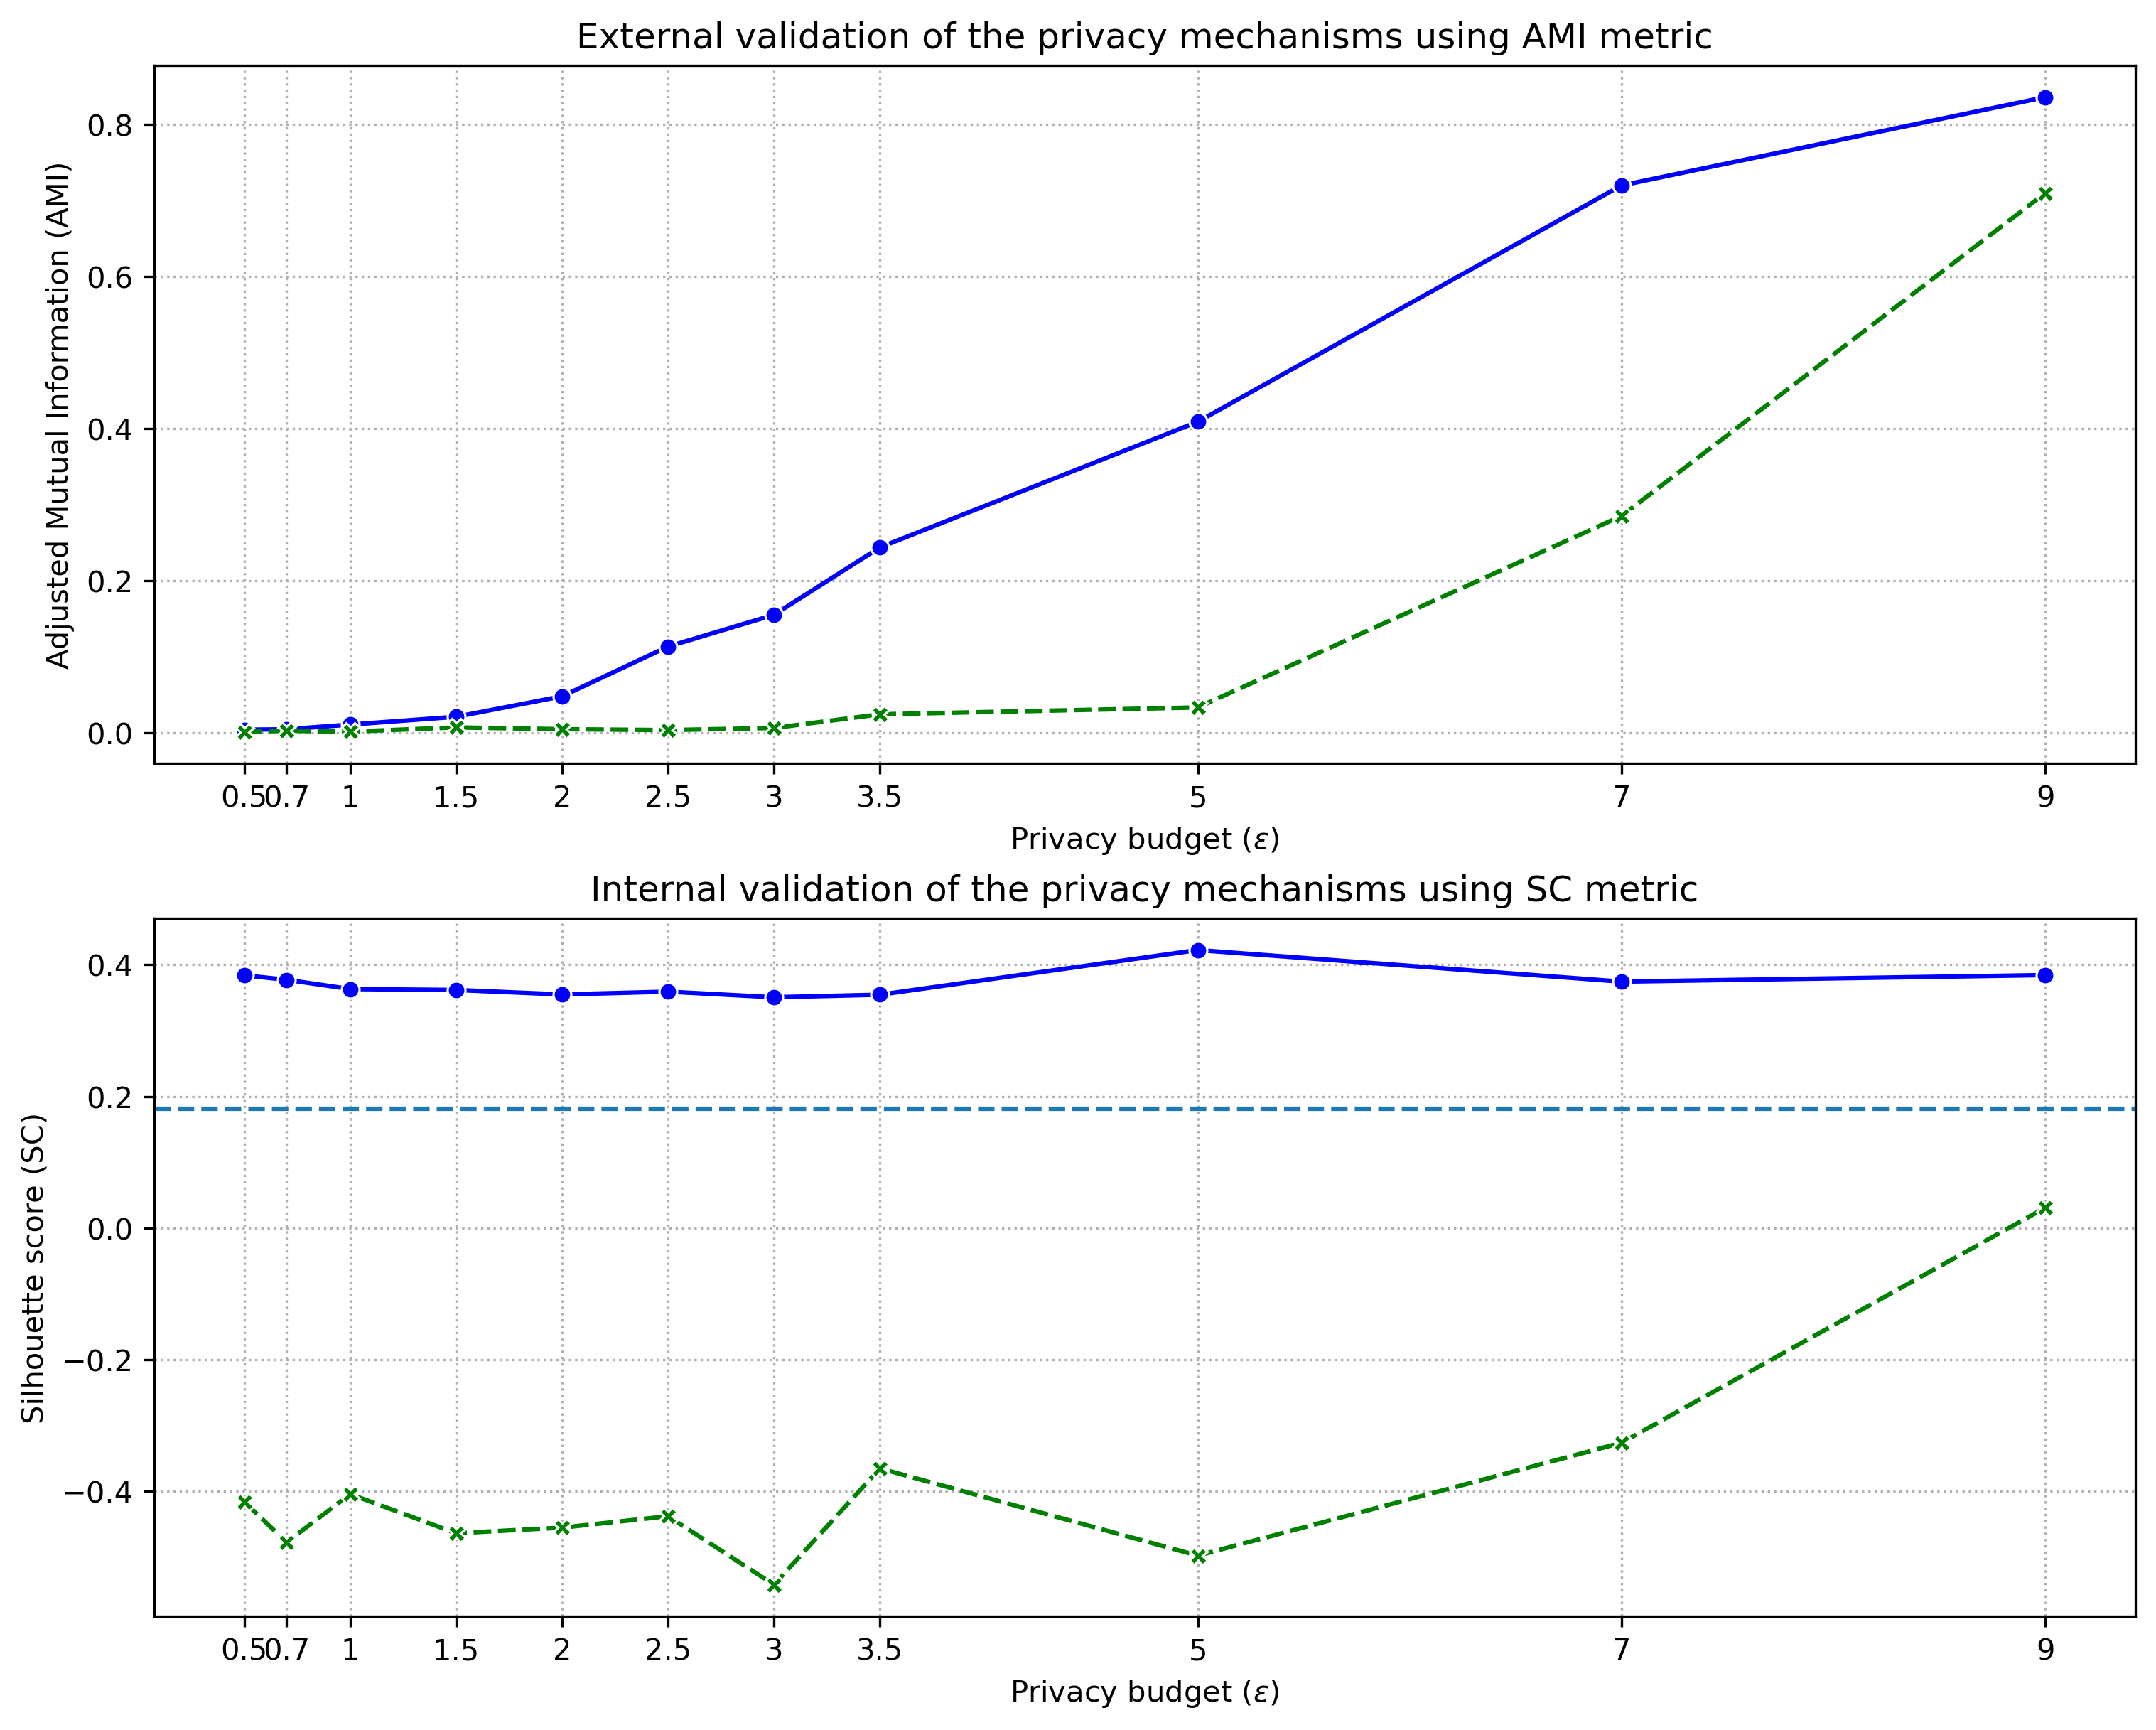 External validation of the privacy mechanisms using AMI metric
Adjusted Mutual Information (AMI)
0.8
0.6
0.4
0.2
0.0
0.5 0.7 1 1.5 2 2.5 3 3.5 5 7 9
Privacy budget (ε)
Internal validation of the privacy mechanisms using SC metric
Silhouette score (SC)
0.4
0.2
0.0
−0.2
−0.4
0.5 0.7 1 1.5 2 2.5 3 3.5 5 7 9
Privacy budget (ε)